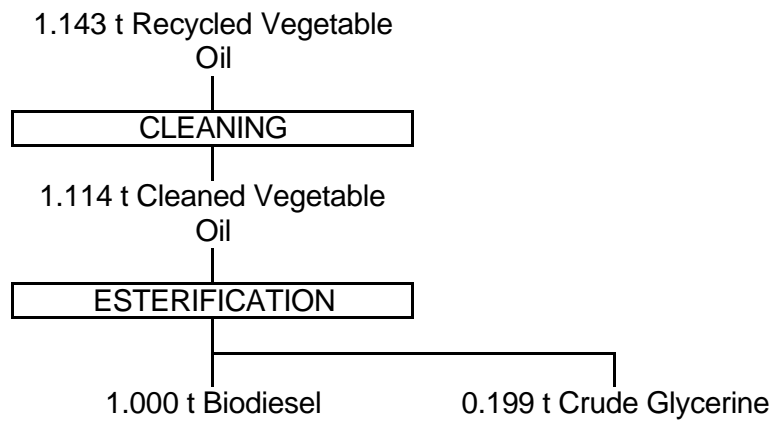 1.143 t Recycled Vegetable
Oil
CLEANING
1.114 t Cleaned Vegetable
Oil
ESTERIFICATION
1.000 t Biodiesel
0.199 t Crude Glycerine